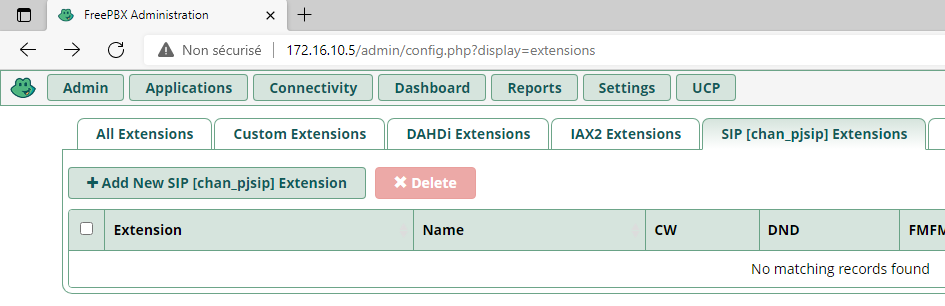 FreePBX Administration
Non sécurisé 172.16.10.5/admin/config.php?display=extensions
Admin Applications Connectivity Dashboard Reports Settings UCP
All Extensions Custom Extensions DAHDi Extensions IAX2 Extensions SIP [chan_pjsip] Extensions
Add New SIP [chan_pjsip] Extension Delete
Extension Name CW DND FMFM
No matching records found